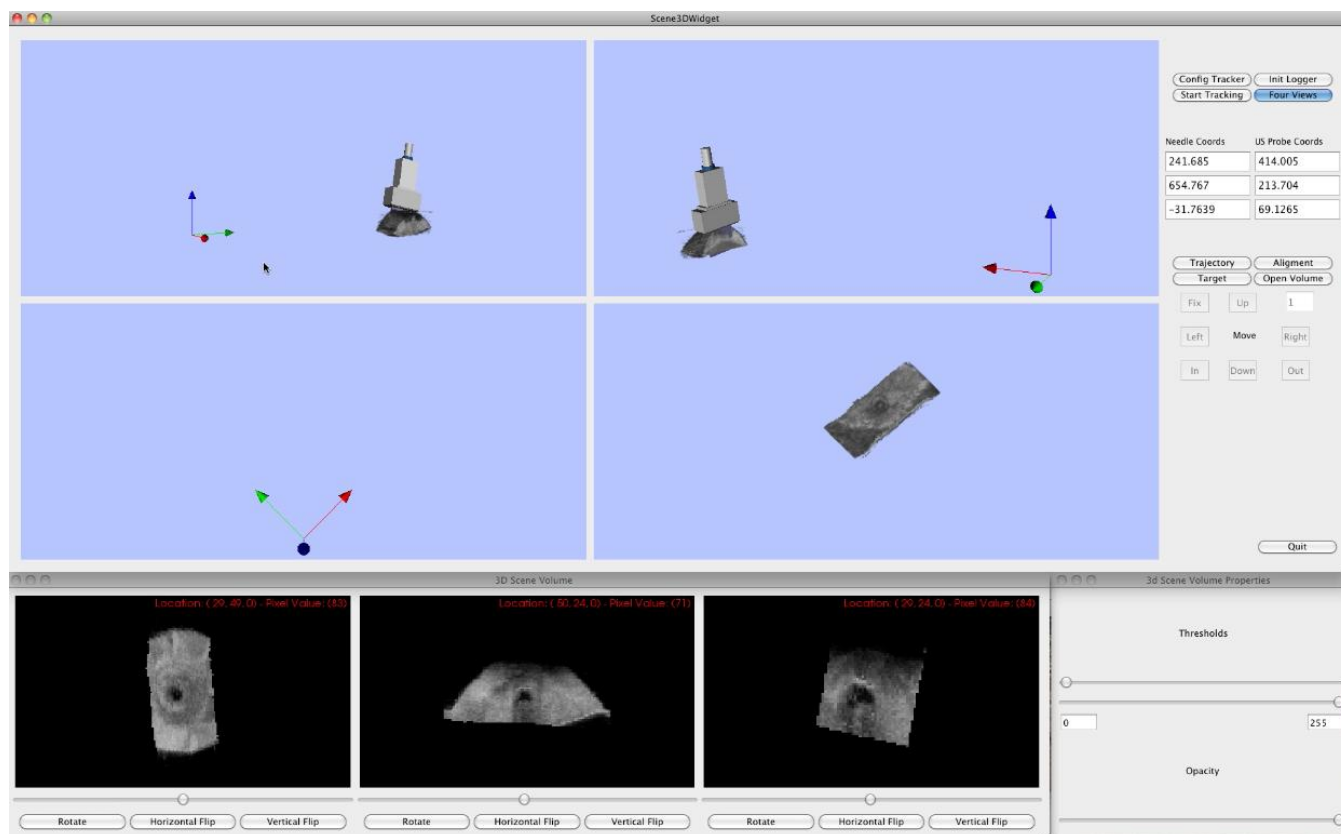 Scene3DWidget
Config Tracker Init Logger
Start Tracking Four Views
Needle Coords US Probe Coords
241.685 414.005
654.767 213.704
-31.7639 69.1265
Trajectory Aligment
Target Open Volume
Fix Up 1
Left Move Right
In Down Out
Quit
3D Scene Volume
Location: ( 29, 49, 0) - Pixel Value: (83)
Location: ( 50, 24, 0) - Pixel Value: (71)
Location: ( 29, 24, 0) - Pixel Value: (84)
Rotate Horizontal Flip Vertical Flip
Rotate Horizontal Flip Vertical Flip
Rotate Horizontal Flip Vertical Flip
3d Scene Volume Properties
Thresholds
0 255
Opacity